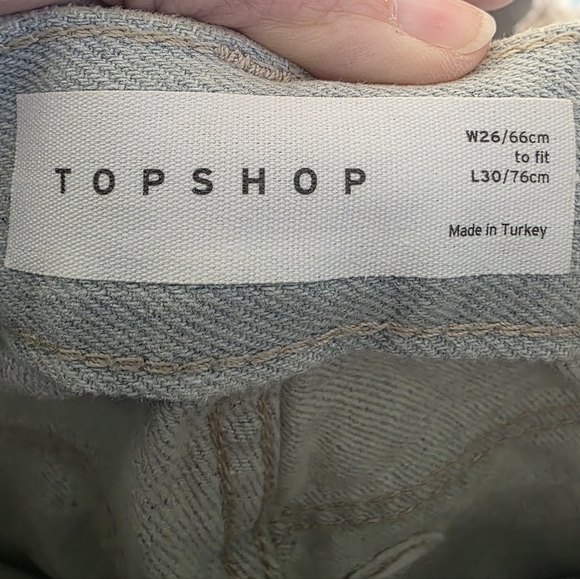 TOPSHOP
W26/66cm
to fit
L30/76cm
Made in Turkey